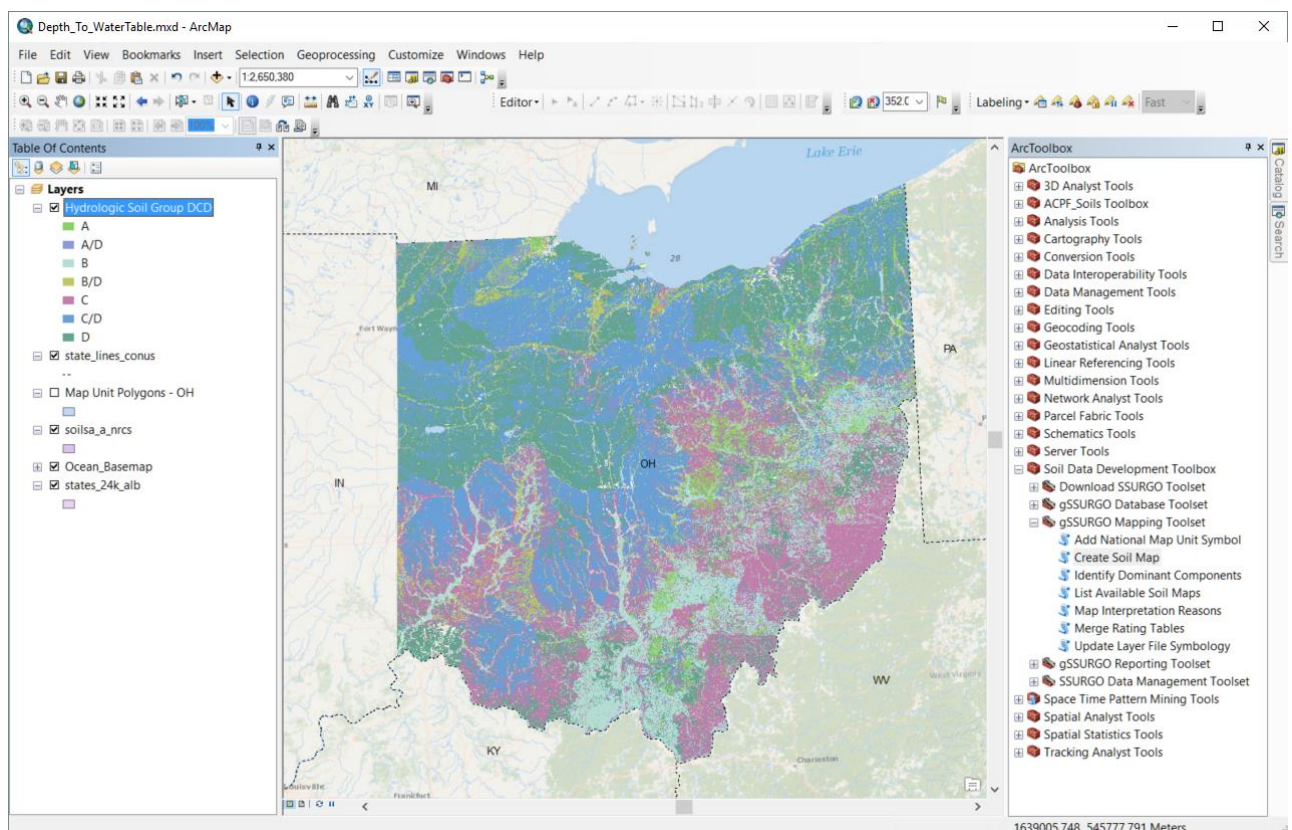 Depth_To_WaterTable.mxd - ArcMap
File Edit View Bookmarks Insert Selection Geoprocessing Customize Windows Help
1:2,650,380
Editor
352.0
Labeling
Fast
100%
Table Of Contents
Layers
Hydrologic Soil Group DCD
A
A/D
B
B/D
C
C/D
D
state_lines_conus
Map Unit Polygons - OH
soilsa_a_nrcs
Ocean_Basemap
states_24k_alb
Lake Erie
MI
28
Fort Wayne
PA
OH
IN
WV
West Virginia
KY
Charleston
Louisville
Frankfort
ArcToolbox
ArcToolbox
3D Analyst Tools
ACPF_Soils Toolbox
Analysis Tools
Cartography Tools
Conversion Tools
Data Interoperability Tools
Data Management Tools
Editing Tools
Geocoding Tools
Geostatistical Analyst Tools
Linear Referencing Tools
Multidimension Tools
Network Analyst Tools
Parcel Fabric Tools
Schematics Tools
Server Tools
Soil Data Development Toolbox
Download SSURGO Toolset
gSSURGO Database Toolset
gSSURGO Mapping Toolset
Add National Map Unit Symbol
Create Soil Map
Identify Dominant Components
List Available Soil Maps
Map Interpretation Reasons
Merge Rating Tables
Update Layer File Symbology
gSSURGO Reporting Toolset
SSURGO Data Management Toolset
Space Time Pattern Mining Tools
Spatial Analyst Tools
Spatial Statistics Tools
Tracking Analyst Tools
Catalog
Search
1639005.748 545777.791 Meters